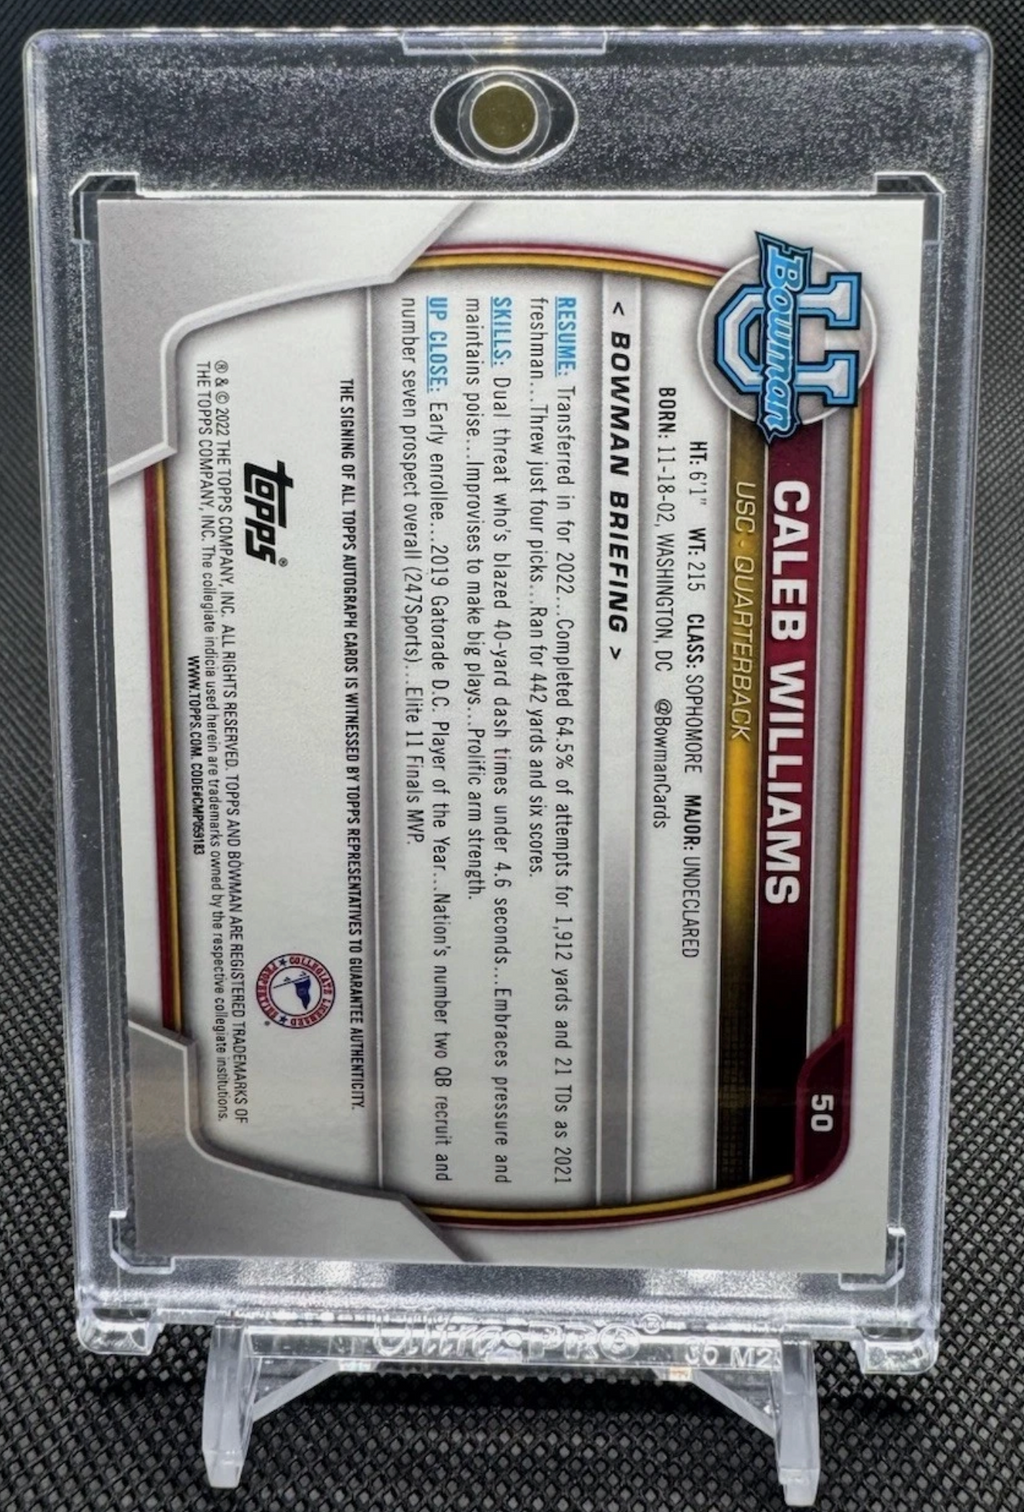 50
Bowman U
CALEB WILLIAMS
USC - QUARTERBACK
HT: 6'1" WT: 215 CLASS: SOPHOMORE MAJOR: UNDECLARED
BORN: 11-18-02, WASHINGTON, DC @BowmanCards
< BOWMAN BRIEFING >
RESUME: Transferred in for 2022...Completed 64.5% of attempts for 1,912 yards and 21 TDs as 2021
freshman...Threw just four picks...Ran for 442 yards and six scores.
SKILLS: Dual threat who's blazed 40-yard dash times under 4.6 seconds...Embraces pressure and
maintains poise...Improvises to make big plays...Prolific arm strength.
UP CLOSE: Early enrollee...2019 Gatorade D.C. Player of the Year...Nation's number two QB recruit and
number seven prospect overall (247Sports)...Elite 11 Finals MVP.
THE SIGNING OF ALL TOPPS AUTOGRAPH CARDS IS WITNESSED BY TOPPS REPRESENTATIVES TO GUARANTEE AUTHENTICITY.
topps®
COLLEGIATE LICENSED PRODUCT
® & © 2022 THE TOPPS COMPANY, INC. ALL RIGHTS RESERVED. TOPPS AND BOWMAN ARE REGISTERED TRADEMARKS OF
THE TOPPS COMPANY, INC. The collegiate indicia used herein are trademarks owned by the respective collegiate institutions.
WWW.TOPPS.COM. CODE#CMP059183
Ultra•PRO®